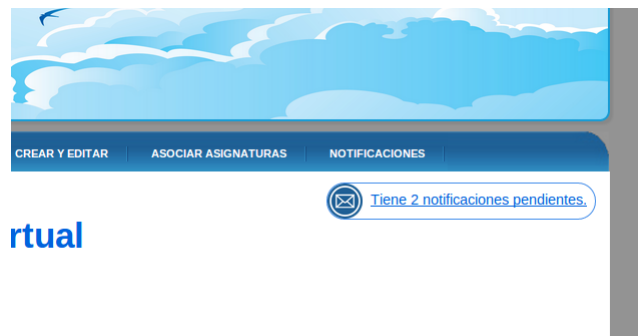 CREAR Y EDITAR ASOCIAR ASIGNATURAS NOTIFICACIONES
Tiene 2 notificaciones pendientes.
rtual